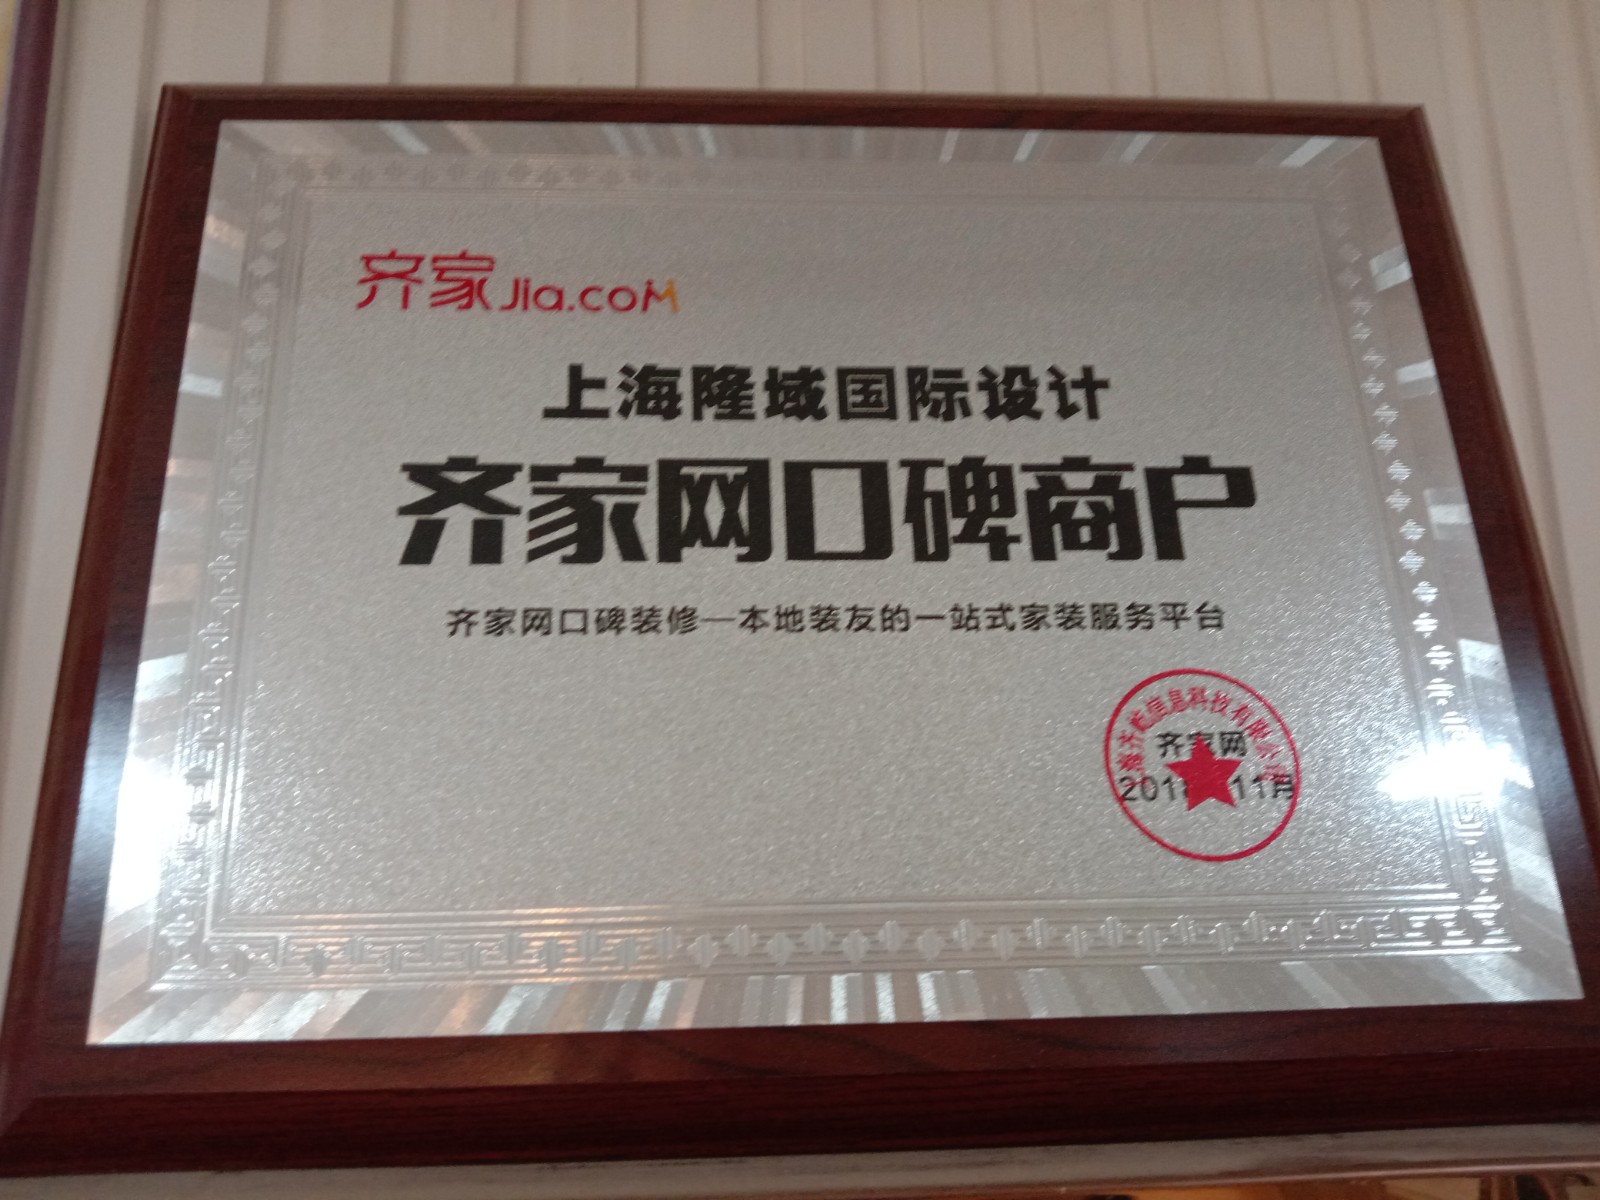 齐家Jia.com
上海隆域国际设计
齐家网口碑商户
齐家网口碑装修—本地装友的一站式家装服务平台
齐家网
11月